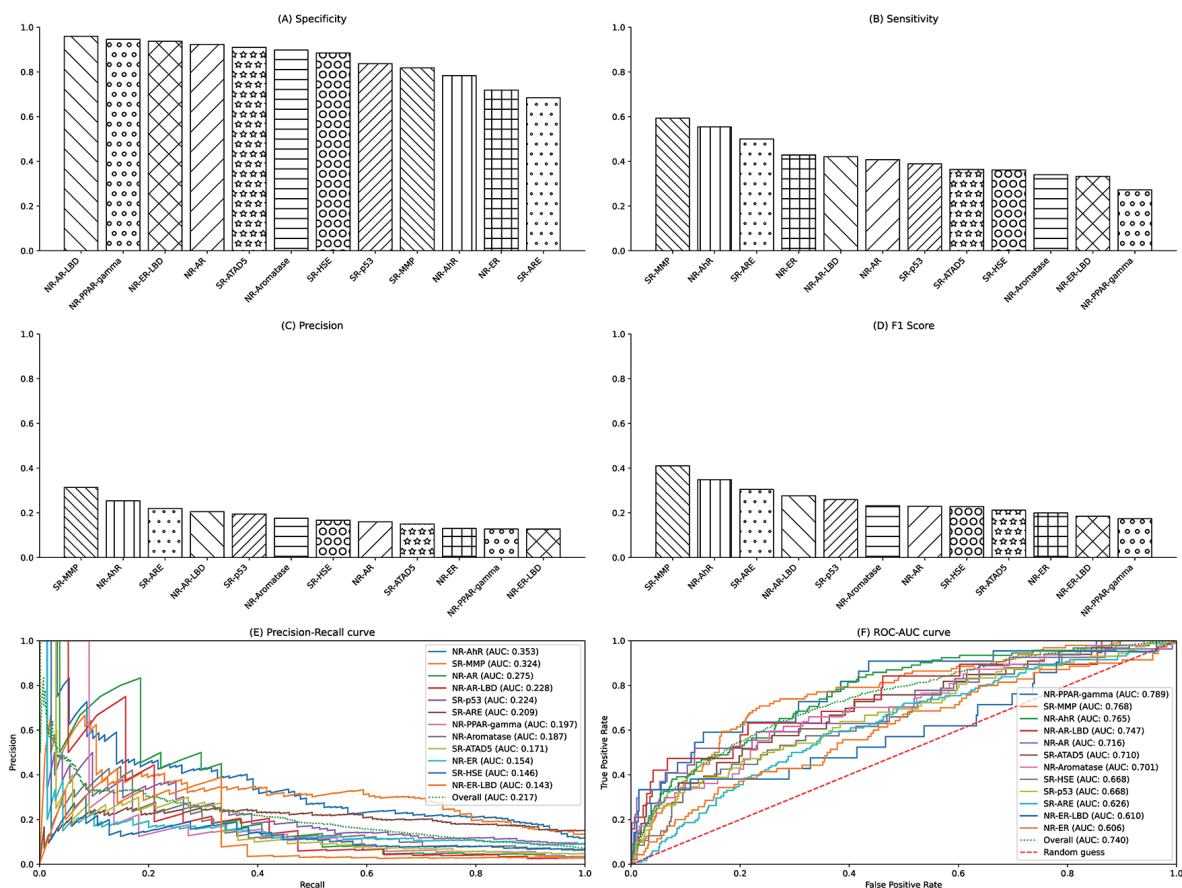 (A) Specificity
1.0
0.8
0.6
0.4
0.2
0.0
NR-AR-LBD
NR-PPAR-gamma
NR-ER-LBD
NR-AR
SR-ATAD5
NR-Aromatase
SR-HSE
SR-p53
SR-MMP
NR-AhR
NR-ER
SR-ARE
(B) Sensitivity
1.0
0.8
0.6
0.4
0.2
0.0
SR-MMP
NR-AhR
SR-ARE
NR-ER
NR-AR-LBD
NR-AR
SR-p53
SR-ATAD5
SR-HSE
NR-Aromatase
NR-ER-LBD
NR-PPAR-gamma
(C) Precision
1.0
0.8
0.6
0.4
0.2
0.0
SR-MMP
NR-AhR
SR-ARE
NR-AR-LBD
SR-p53
NR-Aromatase
SR-HSE
NR-AR
SR-ATAD5
NR-ER
NR-PPAR-gamma
NR-ER-LBD
(D) F1 Score
1.0
0.8
0.6
0.4
0.2
0.0
SR-MMP
NR-AhR
SR-ARE
NR-AR-LBD
SR-p53
NR-Aromatase
NR-AR
SR-HSE
SR-ATAD5
NR-ER
NR-ER-LBD
NR-PPAR-gamma
(E) Precision-Recall curve
1.0
0.8
0.6
0.4
0.2
0.0
Precision
NR-AhR (AUC: 0.353)
SR-MMP (AUC: 0.324)
NR-AR (AUC: 0.275)
NR-AR-LBD (AUC: 0.228)
SR-p53 (AUC: 0.224)
SR-ARE (AUC: 0.209)
NR-PPAR-gamma (AUC: 0.197)
NR-Aromatase (AUC: 0.187)
SR-ATAD5 (AUC: 0.171)
NR-ER (AUC: 0.154)
SR-HSE (AUC: 0.146)
NR-ER-LBD (AUC: 0.143)
Overall (AUC: 0.217)
0.0
0.2
0.4
0.6
0.8
1.0
Recall
(F) ROC-AUC curve
1.0
0.8
0.6
0.4
0.2
0.0
True Positive Rate
NR-PPAR-gamma (AUC: 0.789)
SR-MMP (AUC: 0.768)
NR-AhR (AUC: 0.765)
NR-AR-LBD (AUC: 0.747)
NR-AR (AUC: 0.716)
SR-ATAD5 (AUC: 0.710)
NR-Aromatase (AUC: 0.701)
SR-HSE (AUC: 0.668)
SR-p53 (AUC: 0.668)
SR-ARE (AUC: 0.626)
NR-ER-LBD (AUC: 0.610)
NR-ER (AUC: 0.606)
Overall (AUC: 0.740)
Random guess
0.0
0.2
0.4
0.6
0.8
1.0
False Positive Rate